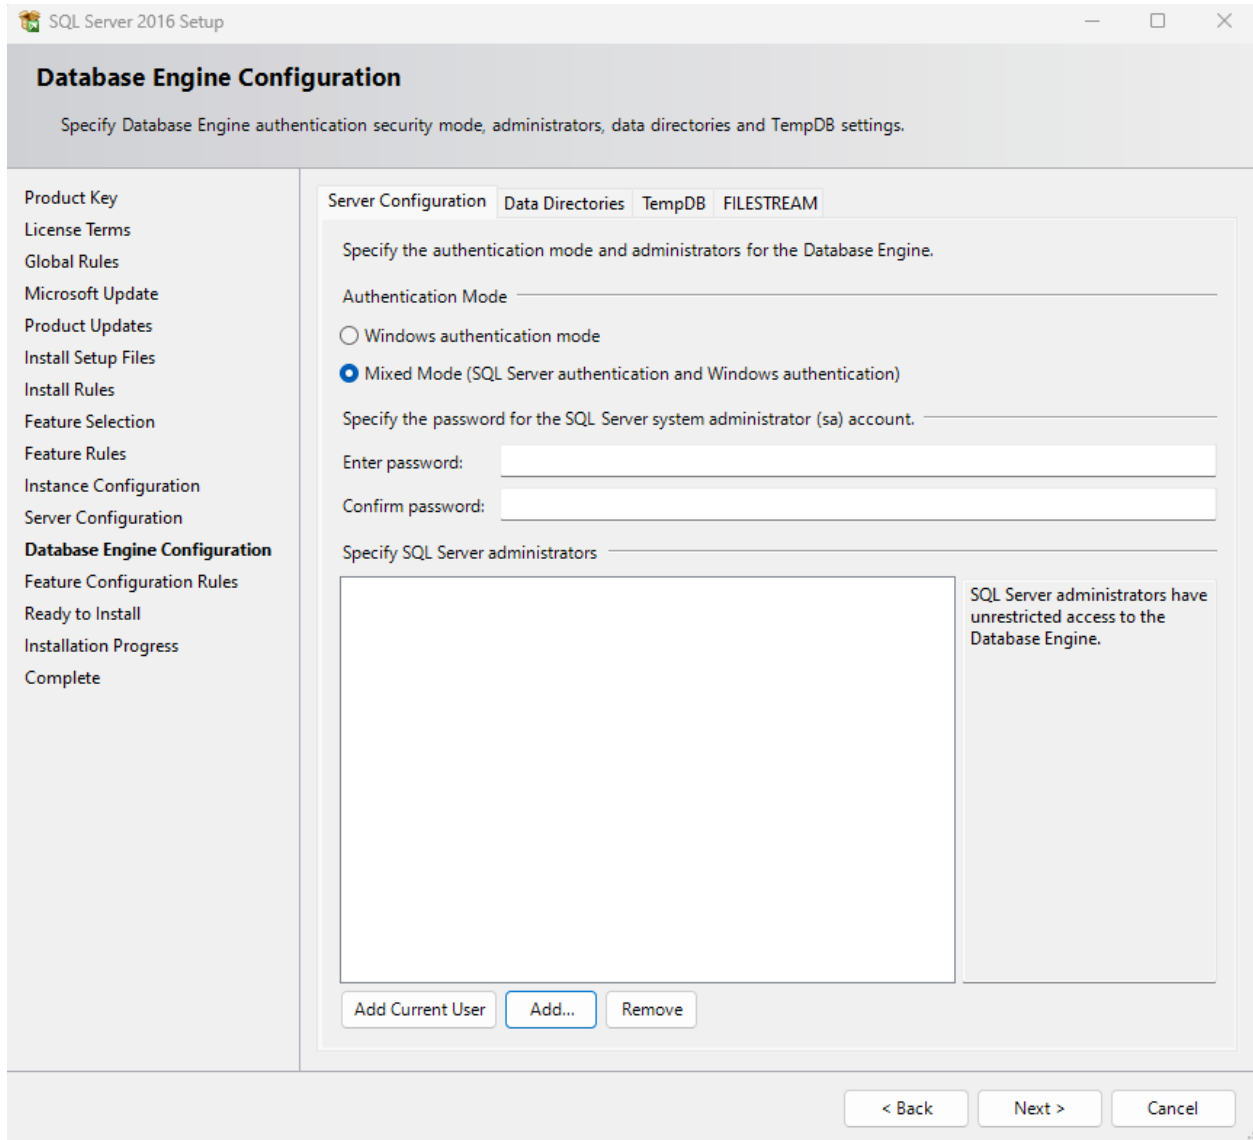 SQL Server 2016 Setup
Database Engine Configuration
Specify Database Engine authentication security mode, administrators, data directories and TempDB settings.
Product Key
License Terms
Global Rules
Microsoft Update
Product Updates
Install Setup Files
Install Rules
Feature Selection
Feature Rules
Instance Configuration
Server Configuration
Database Engine Configuration
Feature Configuration Rules
Ready to Install
Installation Progress
Complete
Server Configuration Data Directories TempDB FILESTREAM
Specify the authentication mode and administrators for the Database Engine.
Authentication Mode
Windows authentication mode
Mixed Mode (SQL Server authentication and Windows authentication)
Specify the password for the SQL Server system administrator (sa) account.
Enter password:
Confirm password:
Specify SQL Server administrators
SQL Server administrators have
unrestricted access to the
Database Engine.
Add Current User Add... Remove
< Back Next > Cancel